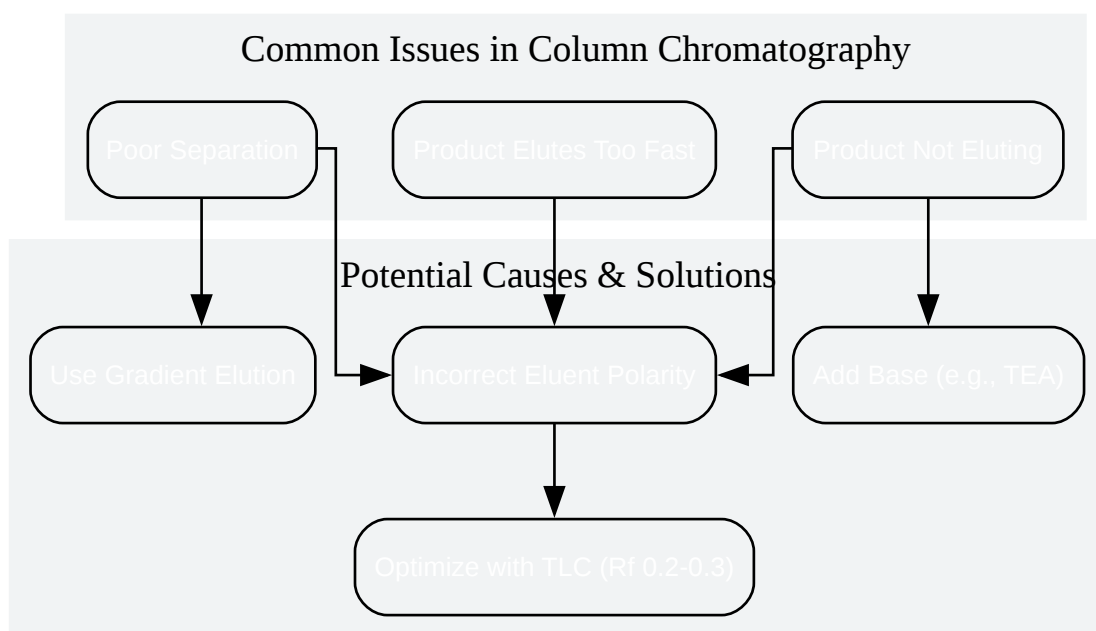 Common Issues in Column Chromatography
Poor Separation
Product Elutes Too Fast
Product Not Eluting
Potential Causes & Solutions
Use Gradient Elution
Incorrect Eluent Polarity
Add Base (e.g., TEA)
Optimize with TLC (Rf 0.2-0.3)